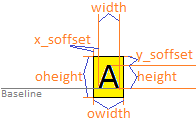 width
x_soffset
y_soffset
oheight
A
height
Baseline
owidth